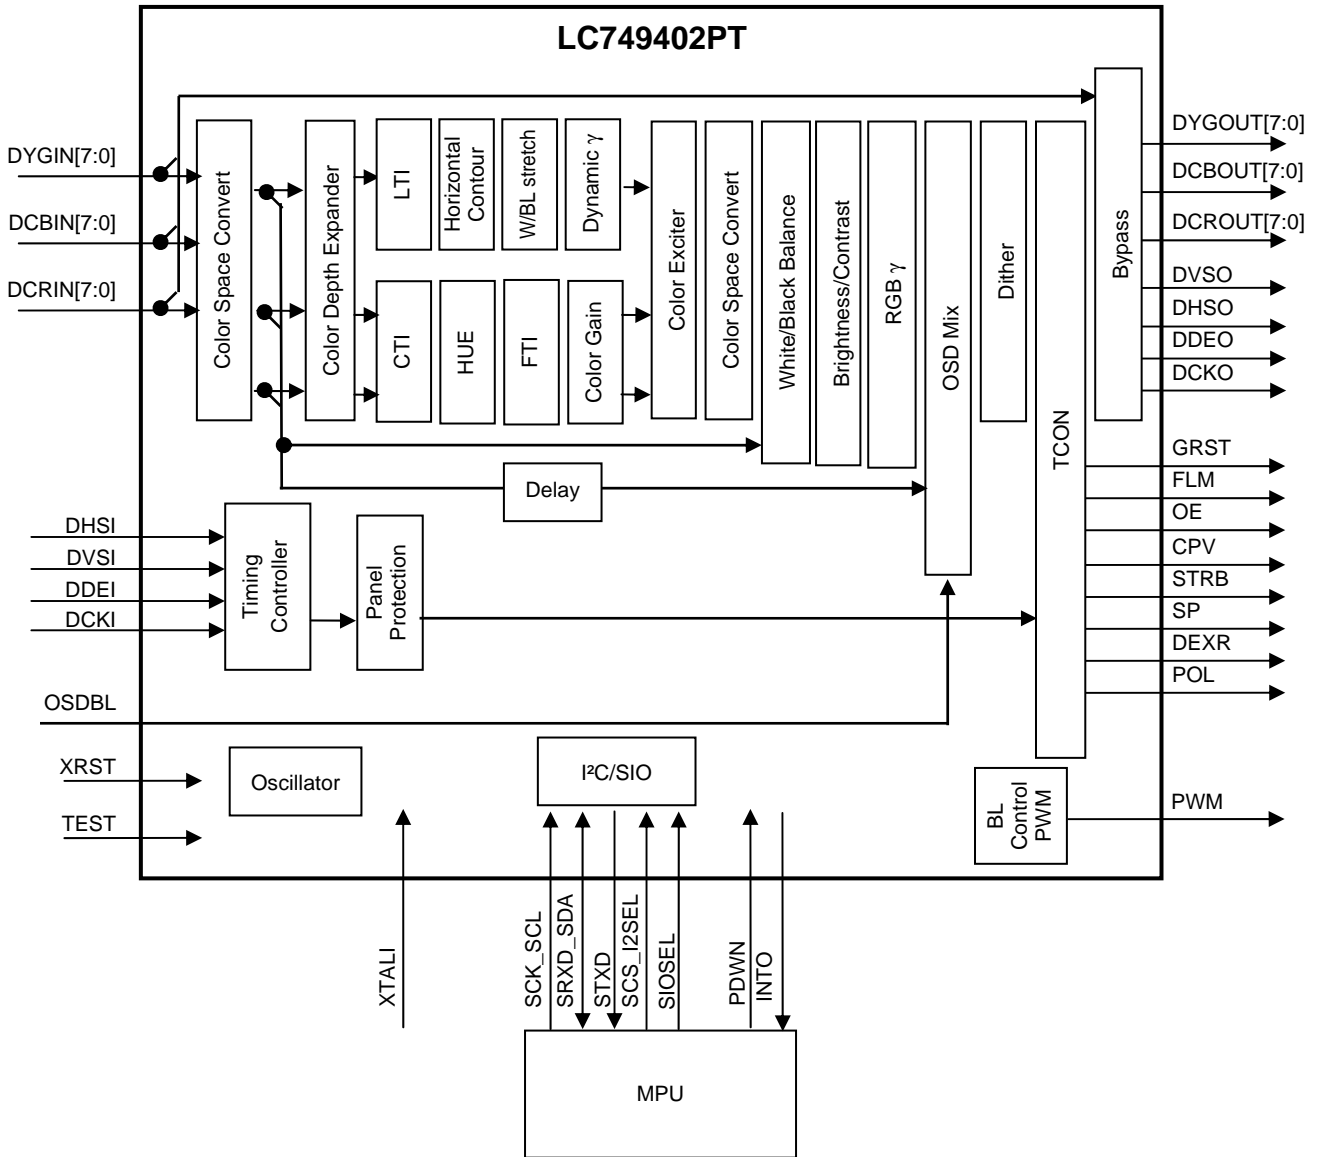 LC749402PT
DYGIN[7:0]
DCBIN[7:0]
DCRIN[7:0]
Color Space Convert
Color Depth Expander
LTI
Horizontal
Contour
W/BL stretch
Dynamic γ
CTI
HUE
FTI
Color Gain
Color Exciter
Color Space Convert
White/Black Balance
Brightness/Contrast
RGB γ
OSD Mix
Dither
TCON
Bypass
DYGOUT[7:0]
DCBOUT[7:0]
DCROUT[7:0]
DVSO
DHSO
DDEO
DCKO
Delay
DHSI
DVSI
DDEI
DCKI
Timing
Controller
Panel
Protection
GRST
FLM
OE
CPV
STRB
SP
DEXR
POL
OSDBL
XRST
TEST
Oscillator
I²C/SIO
BL
Control
PWM
PWM
XTALI
SCK_SCL
SRXD_SDA
STXD
SCS_I2SEL
SIOSEL
PDWN
INTO
MPU